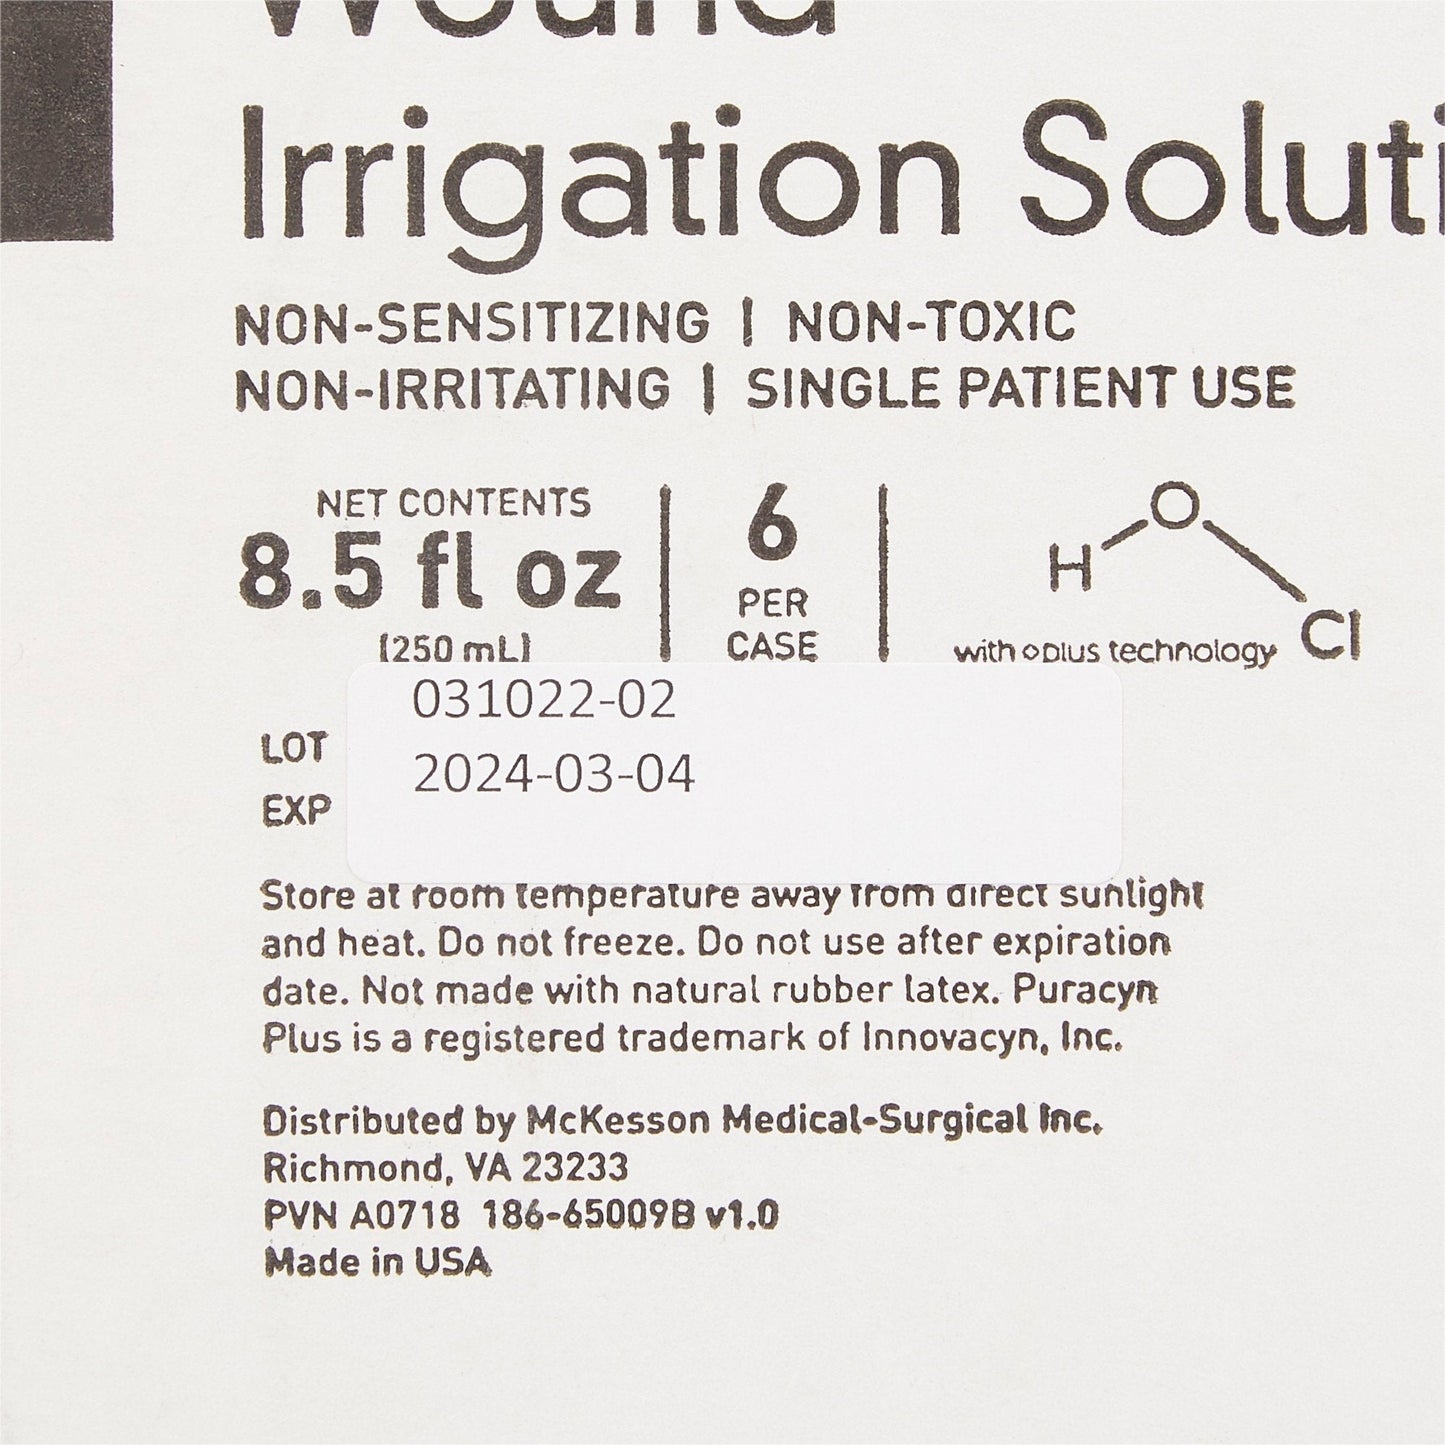 Wound
Irrigation Soluti
NON-SENSITIZING | NON-TOXIC
NON-IRRITATING | SINGLE PATIENT USE
NET CONTENTS
8.5 fl oz
(250 mL)
6
PER
CASE
H O Cl
with oplus technology
LOT 031022-02
EXP 2024-03-04
Store at room temperature away from direct sunlight
and heat. Do not freeze. Do not use after expiration
date. Not made with natural rubber latex. Puracyn
Plus is a registered trademark of Innovacyn, Inc.
Distributed by McKesson Medical-Surgical Inc.
Richmond, VA 23233
PVN A0718 186-65009B v1.0
Made in USA